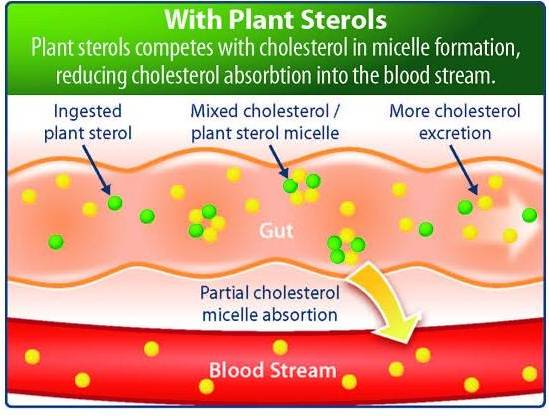 With Plant Sterols
Plant sterols competes with cholesterol in micelle formation,
reducing cholesterol absorbtion into the blood stream.
Ingested
plant sterol
Mixed cholesterol /
plant sterol micelle
More cholesterol
excretion
Gut
Partial cholesterol
micelle absortion
Blood Stream